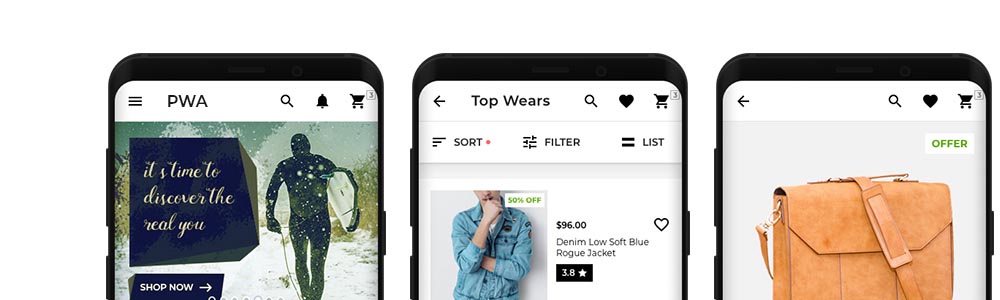 PWA
3
it s time to
discover the
real you
SHOP NOW
Top Wears
3
SORT
FILTER
LIST
50% OFF
$96.00
Denim Low Soft Blue
Rogue Jacket
3.8
3
OFFER